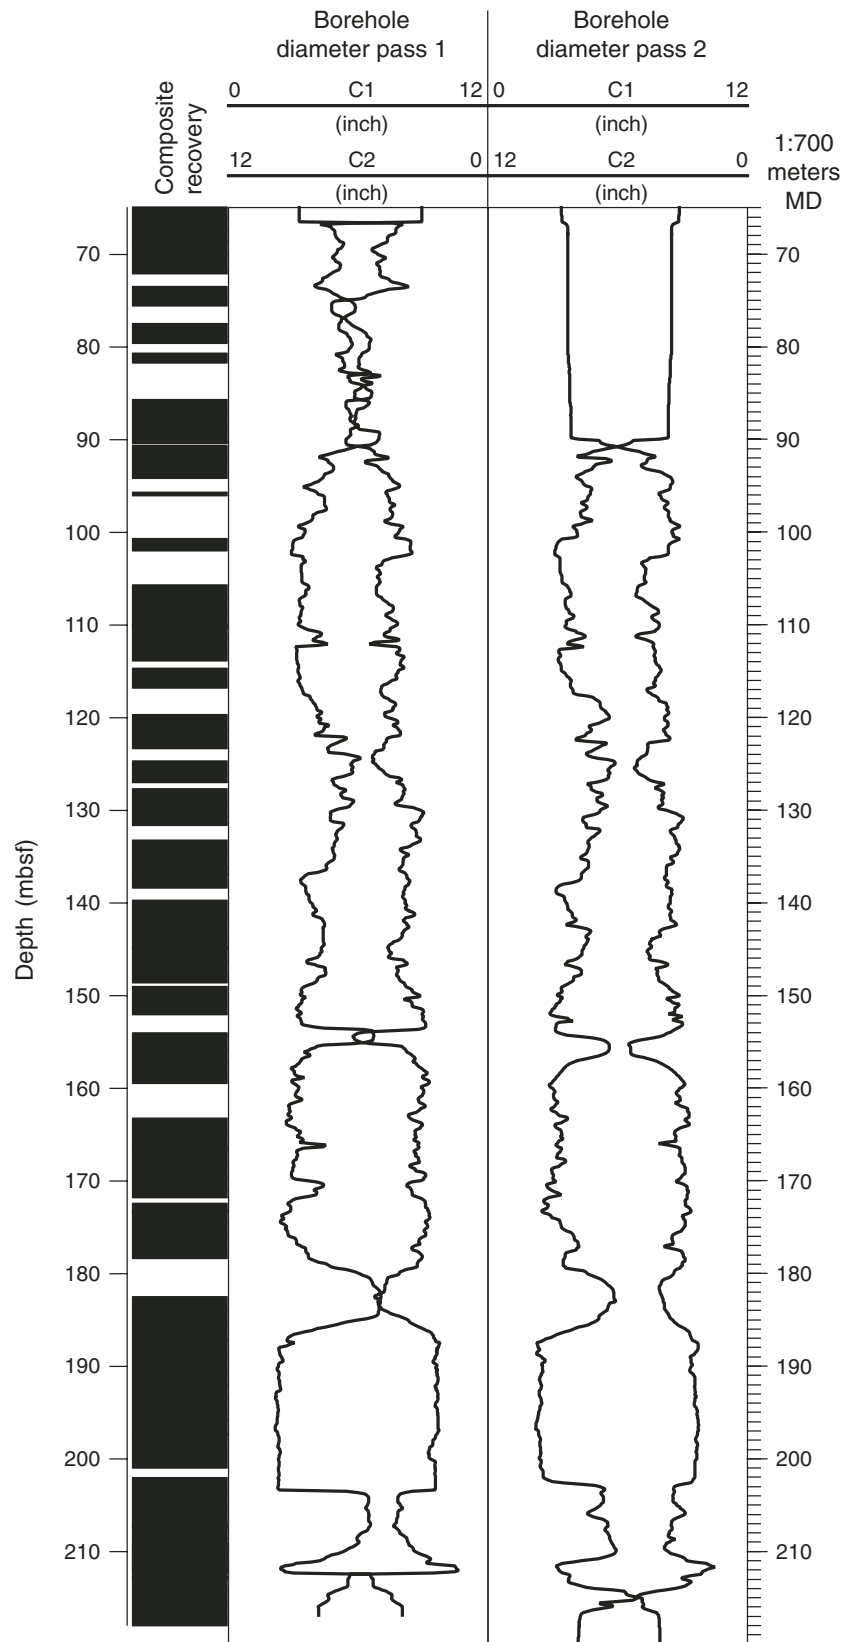 Borehole
diameter pass 1
Borehole
diameter pass 2
Composite
recovery
0 C1 12
(inch)
12 C2 0
(inch)
0 C1 12
(inch)
12 C2 0
(inch)
1:700
meters
MD
Depth (mbsf)
70 70
80 80
90 90
100 100
110 110
120 120
130 130
140 140
150 150
160 160
170 170
180 180
190 190
200 200
210 210